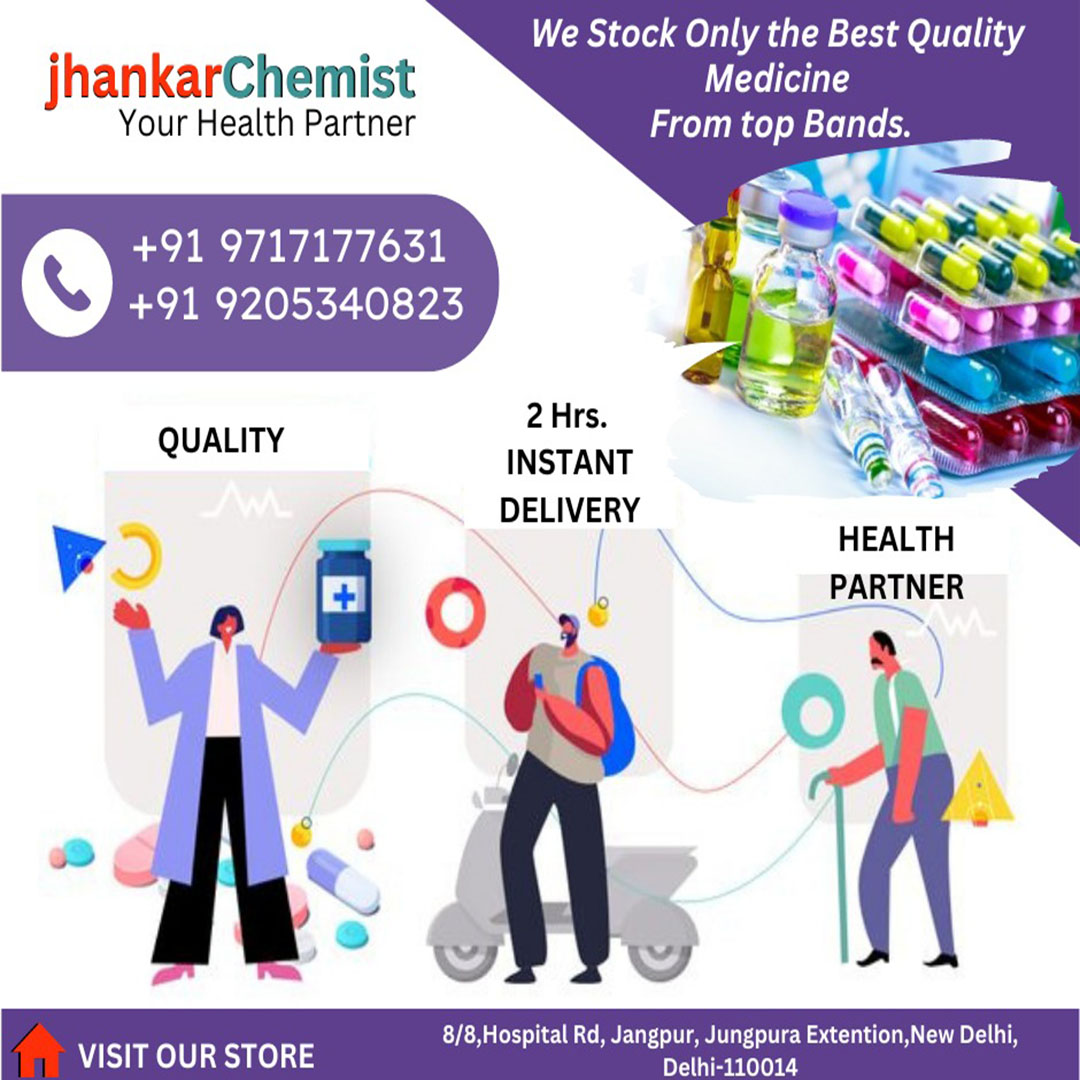 jhankarChemist
Your Health Partner
We Stock Only the Best Quality
Medicine
From top Bands.
+91 9717177631
+91 9205340823
QUALITY
2 Hrs.
INSTANT
DELIVERY
HEALTH
PARTNER
VISIT OUR STORE
8/8,Hospital Rd, Jangpur, Jungpura Extention,New Delhi,
Delhi-110014